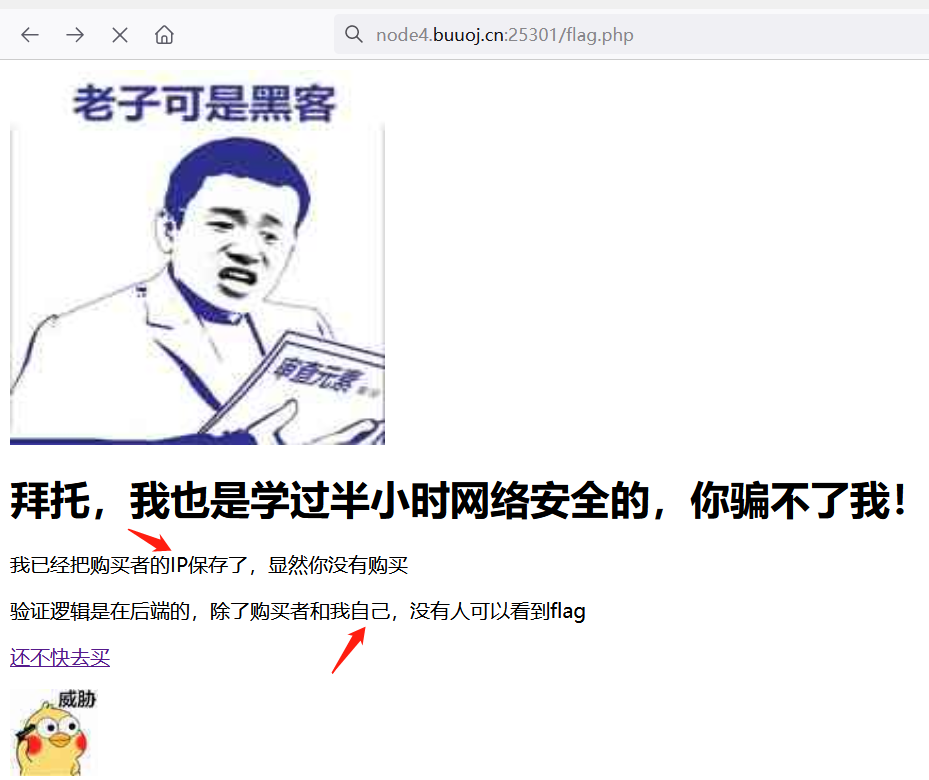 node4.buuoj.cn:25301/flag.php
老子可是黑客
审查元素
拜托，我也是学过半小时网络安全的，你骗不了我！
我已经把购买者的IP保存了，显然你没有购买
验证逻辑是在后端的，除了购买者和我自己，没有人可以看到flag
还不快去买
威胁